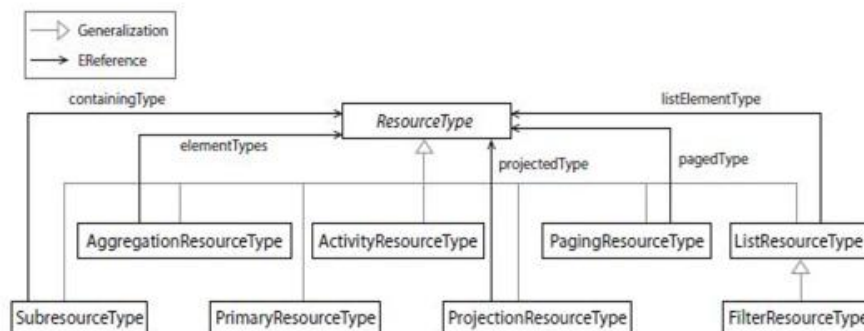 Generalization
EReference
containingType
listElementType
ResourceType
elementTypes
projectedType
pagedType
AggregationResourceType
ActivityResourceType
PagingResourceType
ListResourceType
SubresourceType
PrimaryResourceType
ProjectionResourceType
FilterResourceType